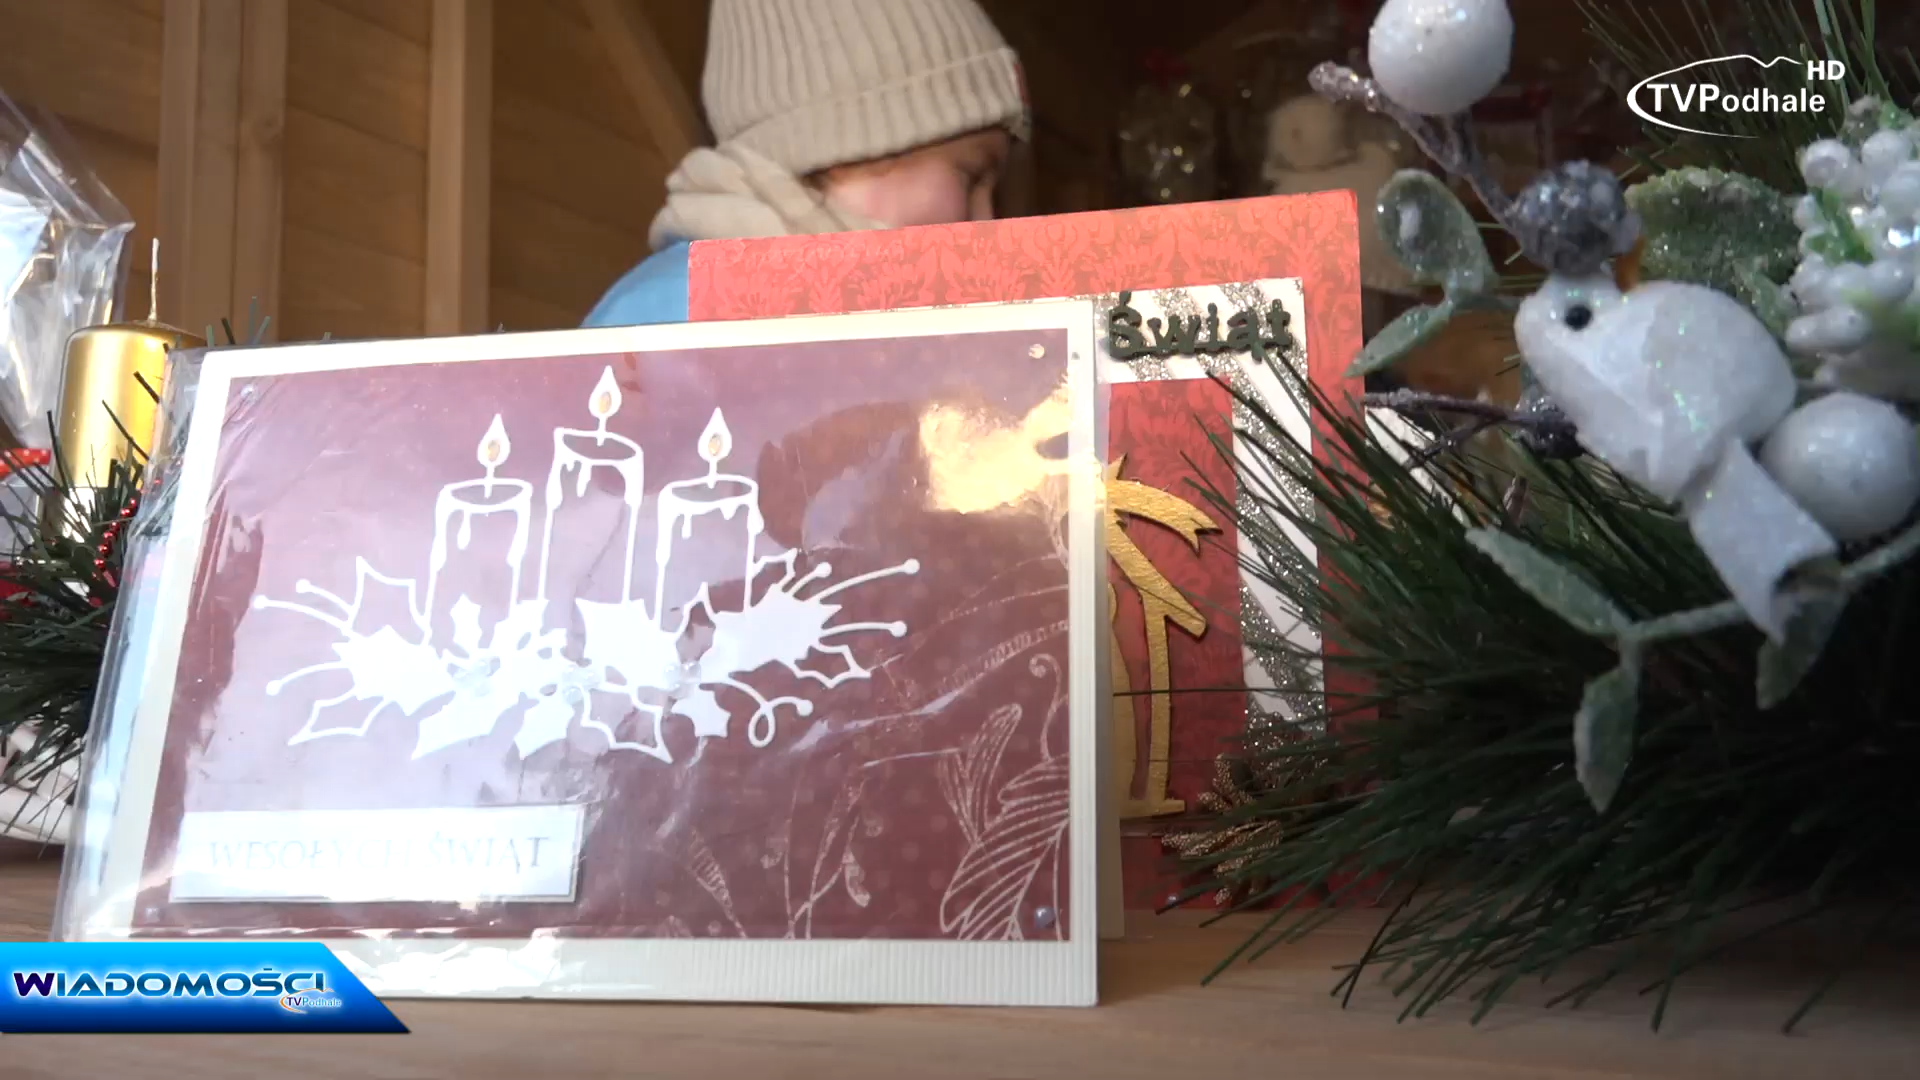 HD
TVPodhale
Świąt
WESOŁYCH ŚWIĄT
WIADOMOŚCI
TVPodhale